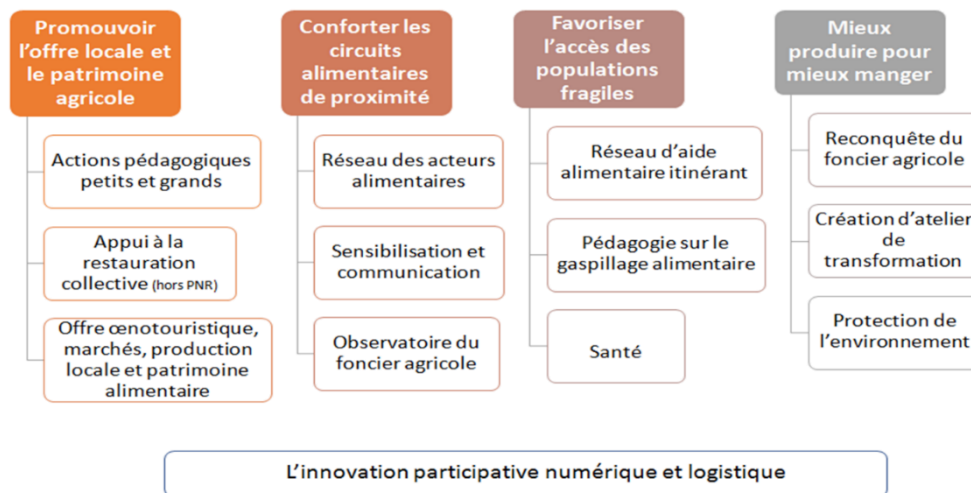 Promouvoir
l'offre locale et
le patrimoine
agricole
Actions pédagogiques
petits et grands
Appui à la
restauration
collective (hors PNR)
Offre œnotouristique,
marchés, production
locale et patrimoine
alimentaire
Conforter les
circuits
alimentaires
de proximité
Réseau des acteurs
alimentaires
Sensibilisation et
communication
Observatoire du
foncier agricole
Favoriser
l'accès des
populations
fragiles
Réseau d'aide
alimentaire itinérant
Pédagogie sur le
gaspillage alimentaire
Santé
Mieux
produire pour
mieux manger
Reconquête du
foncier agricole
Création d'atelier
de
transformation
Protection de
l'environnement
L'innovation participative numérique et logistique